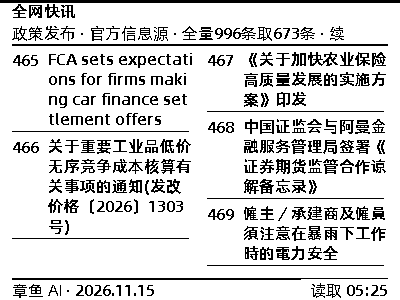 全网快讯
政策发布 · 官方信息源 · 全量996条取673条 · 续
465 FCA sets expectati
ons for firms maki
ng car finance set
tlement offers
466 关于重要工业品低价
无序竞争成本核算有
关事项的通知(发改
价格〔2026〕1303
号)
467 《关于加快农业保险
高质量发展的实施方
案》印发
468 中国证监会与阿曼金
融服务管理局签署《
证券期货监管合作谅
解备忘录》
469 僱主／承建商及僱員
須注意在暴雨下工作
時的電力安全
章鱼 AI · 2026.11.15
读取 05:25